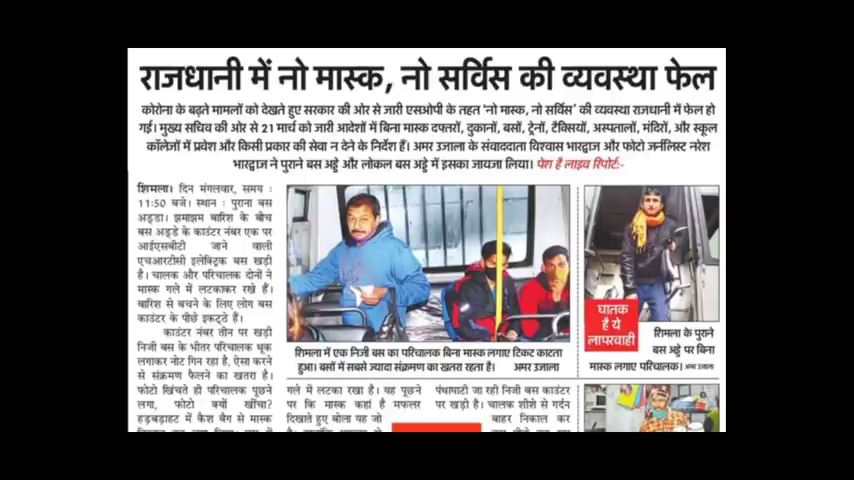 राजधानी में नो मास्क, नो सर्विस की व्यवस्था फेल
कोरोना के बढ़ते मामलों को देखते हुए सरकार की ओर से जारी एसओपी के तहत 'नो मास्क, नो सर्विस' की व्यवस्था राजधानी में फेल हो
गई। मुख्य सचिव की ओर से 21 मार्च को जारी आदेशों में बिना मास्क दफ्तरों, दुकानों, बसों, ट्रेनों, टैक्सियों, अस्पतालों, मंदिरों, और स्कूल
कॉलेजों में प्रवेश और किसी प्रकार की सेवा न देने के निर्देश हैं। अमर उजाला के संवाददाता विश्वास भारद्वाज और फोटो जर्नलिस्ट नरेश
भारद्वाज ने पुराने बस अड्डे और लोकल बस अड्डे में इसका जायजा लिया। पेश है लाइव रिपोर्ट:-
शिमला। दिन मंगलवार, समय :
11:50 बजे। स्थान : पुराना बस
अड्डा। झमाझम बारिश के बीच
बस अड्डे के काउंटर नंबर एक पर
आईएसबीटी जाने वाली
एचआरटीसी इलेक्ट्रिक बस खड़ी
है। चालक और परिचालक दोनों ने
मास्क गले में लटकाकर रखे हैं।
बारिश से बचने के लिए लोग बस
काउंटर के पीछे इकट्ठे हैं।
काउंटर नंबर तीन पर खड़ी
निजी बस के भीतर परिचालक थूक
लगाकर नोट गिन रहा है, ऐसा करने
से संक्रमण फैलने का खतरा है।
फोटो खिंचते ही परिचालक पूछने
लगा, फोटो क्यों खींचा?
हड़बड़ाहट में कैश बैग से मास्क
शिमला में एक निजी बस का परिचालक बिना मास्क लगाए टिकट काटता
हुआ। बसों में सबसे ज्यादा संक्रमण का खतरा रहता है। अमर उजाला
घातक
है ये
लापरवाही
शिमला के पुराने
बस अड्डे पर बिना
मास्क लगाए परिचालक। अमर उजाला
गले में लटका रखा है। यह पूछने
पर कि मास्क कहां है मफलर
दिखाते हुए बोला यह जो
पंथाघाटी जा रही निजी बस काउंटर
पर खड़ी है। चालक शीशे से गर्दन
बाहर निकाल कर